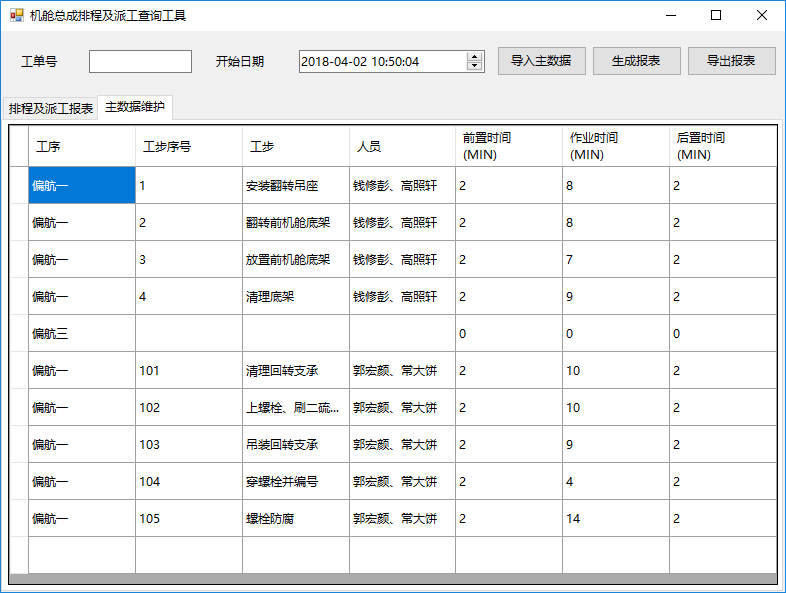 机舱总成排程及派工查询工具
工单号 开始日期 2018-04-02 10:50:04 导入主数据 生成报表 导出报表
排程及派工报表 主数据维护
工序 工步序号 工步 人员 前置时间 (MIN) 作业时间 (MIN) 后置时间 (MIN)
偏航一 1 安装翻转吊座 钱修彭、高照轩 2 8 2
偏航一 2 翻转前机舱底架 钱修彭、高照轩 2 8 2
偏航一 3 放置前机舱底架 钱修彭、高照轩 2 7 2
偏航一 4 清理底架 钱修彭、高照轩 2 9 2
偏航三 0 0 0
偏航一 101 清理回转支承 郭宏颜、常大饼 2 10 2
偏航一 102 上螺栓、刷二硫... 郭宏颜、常大饼 2 10 2
偏航一 103 吊装回转支承 郭宏颜、常大饼 2 9 2
偏航一 104 穿螺栓并编号 郭宏颜、常大饼 2 4 2
偏航一 105 螺栓防腐 郭宏颜、常大饼 2 14 2